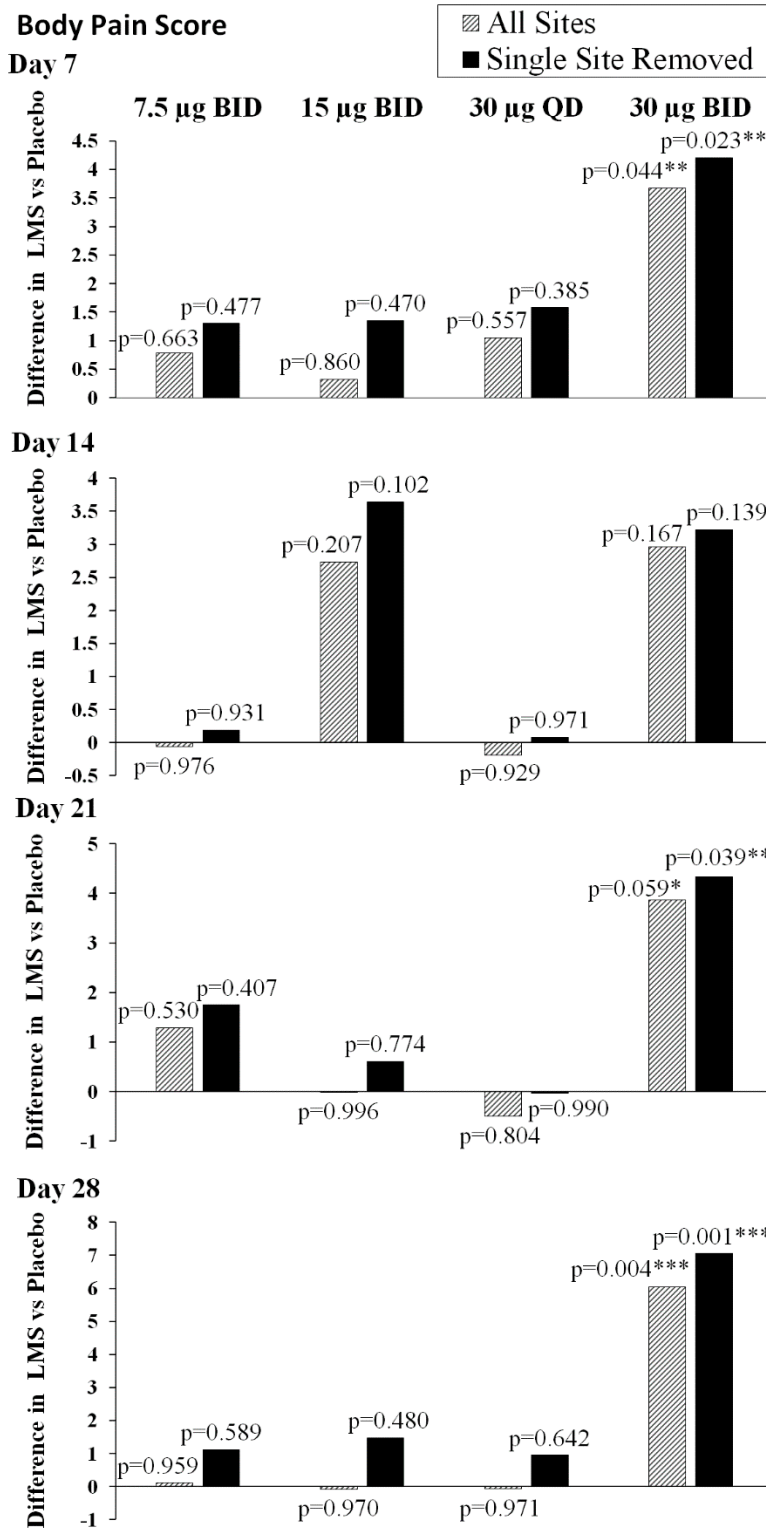 Body Pain Score
All Sites
Single Site Removed
Day 7
7.5 µg BID 15 µg BID 30 µg QD 30 µg BID
Difference in LMS vs Placebo
4.5
4
3.5
3
2.5
2
1.5
1
0.5
0
p=0.663
p=0.477
p=0.860
p=0.470
p=0.557
p=0.385
p=0.044**
p=0.023**
Day 14
Difference in LMS vs Placebo
4
3.5
3
2.5
2
1.5
1
0.5
0
-0.5
p=0.976
p=0.931
p=0.207
p=0.102
p=0.929
p=0.971
p=0.167
p=0.139
Day 21
Difference in LMS vs Placebo
5
4
3
2
1
0
-1
p=0.530
p=0.407
p=0.996
p=0.774
p=0.804
p=0.990
p=0.059*
p=0.039**
Day 28
Difference in LMS vs Placebo
8
7
6
5
4
3
2
1
0
-1
p=0.959
p=0.589
p=0.970
p=0.480
p=0.971
p=0.642
p=0.004***
p=0.001***